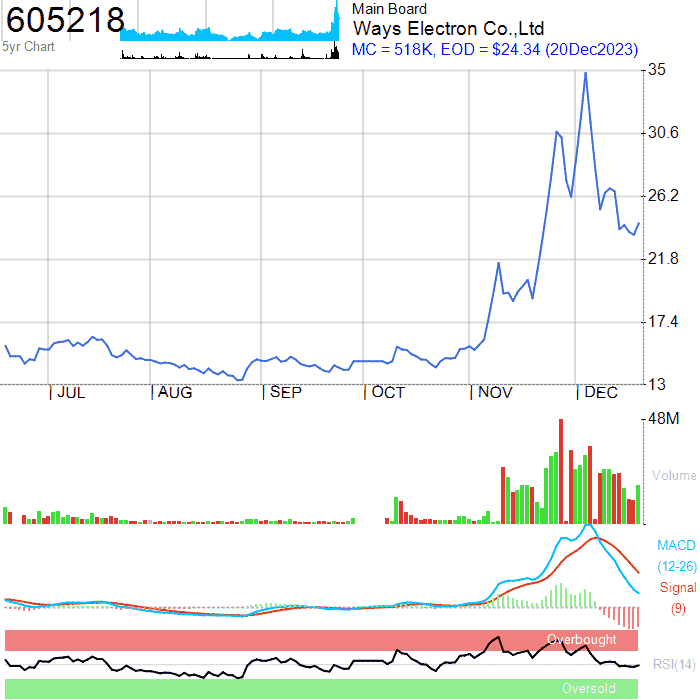 605218
5yr Chart
Main Board
Ways Electron Co.,Ltd
MC = 518K, EOD = $24.34 (20Dec2023)
35
30.6
26.2
21.8
17.4
13
| JUL | AUG | SEP | OCT | NOV | DEC
48M
Volume
MACD
(12-26)
Signal
(9)
Overbought
RSI(14)
Oversold